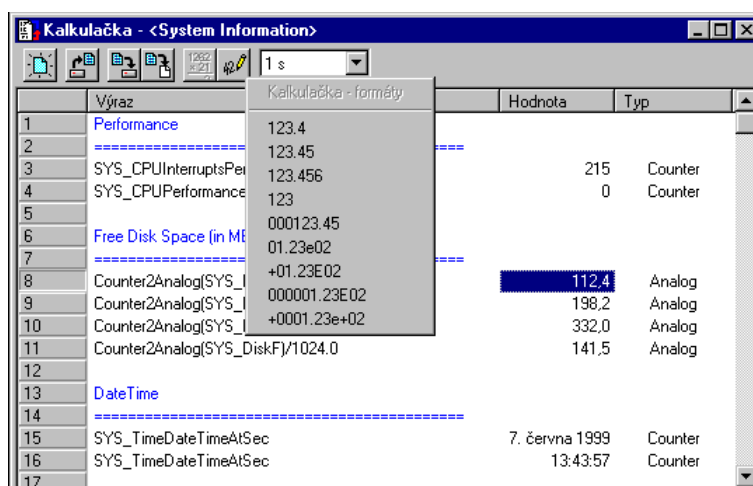 Kalkulačka - <System Information>
1 s
Výraz Hodnota Typ
Kalkulačka - formáty
123.4
123.45
123.456
123
000123.45
01.23e02
+01.23E02
000001.23E02
+0001.23e+02
1 Performance
2 ============================================
3 SYS_CPUInterruptsPe 215 Counter
4 SYS_CPUPerformance 0 Counter
5
6 Free Disk Space (in M
7 ============================================
8 Counter2Analog(SYS_ 112,4 Analog
9 Counter2Analog(SYS_ 198,2 Analog
10 Counter2Analog(SYS_ 332,0 Analog
11 Counter2Analog(SYS_DiskF)/1024.0 141,5 Analog
12
13 DateTime
14 ============================================
15 SYS_TimeDateTimeAtSec 7. června 1999 Counter
16 SYS_TimeDateTimeAtSec 13:43:57 Counter
17